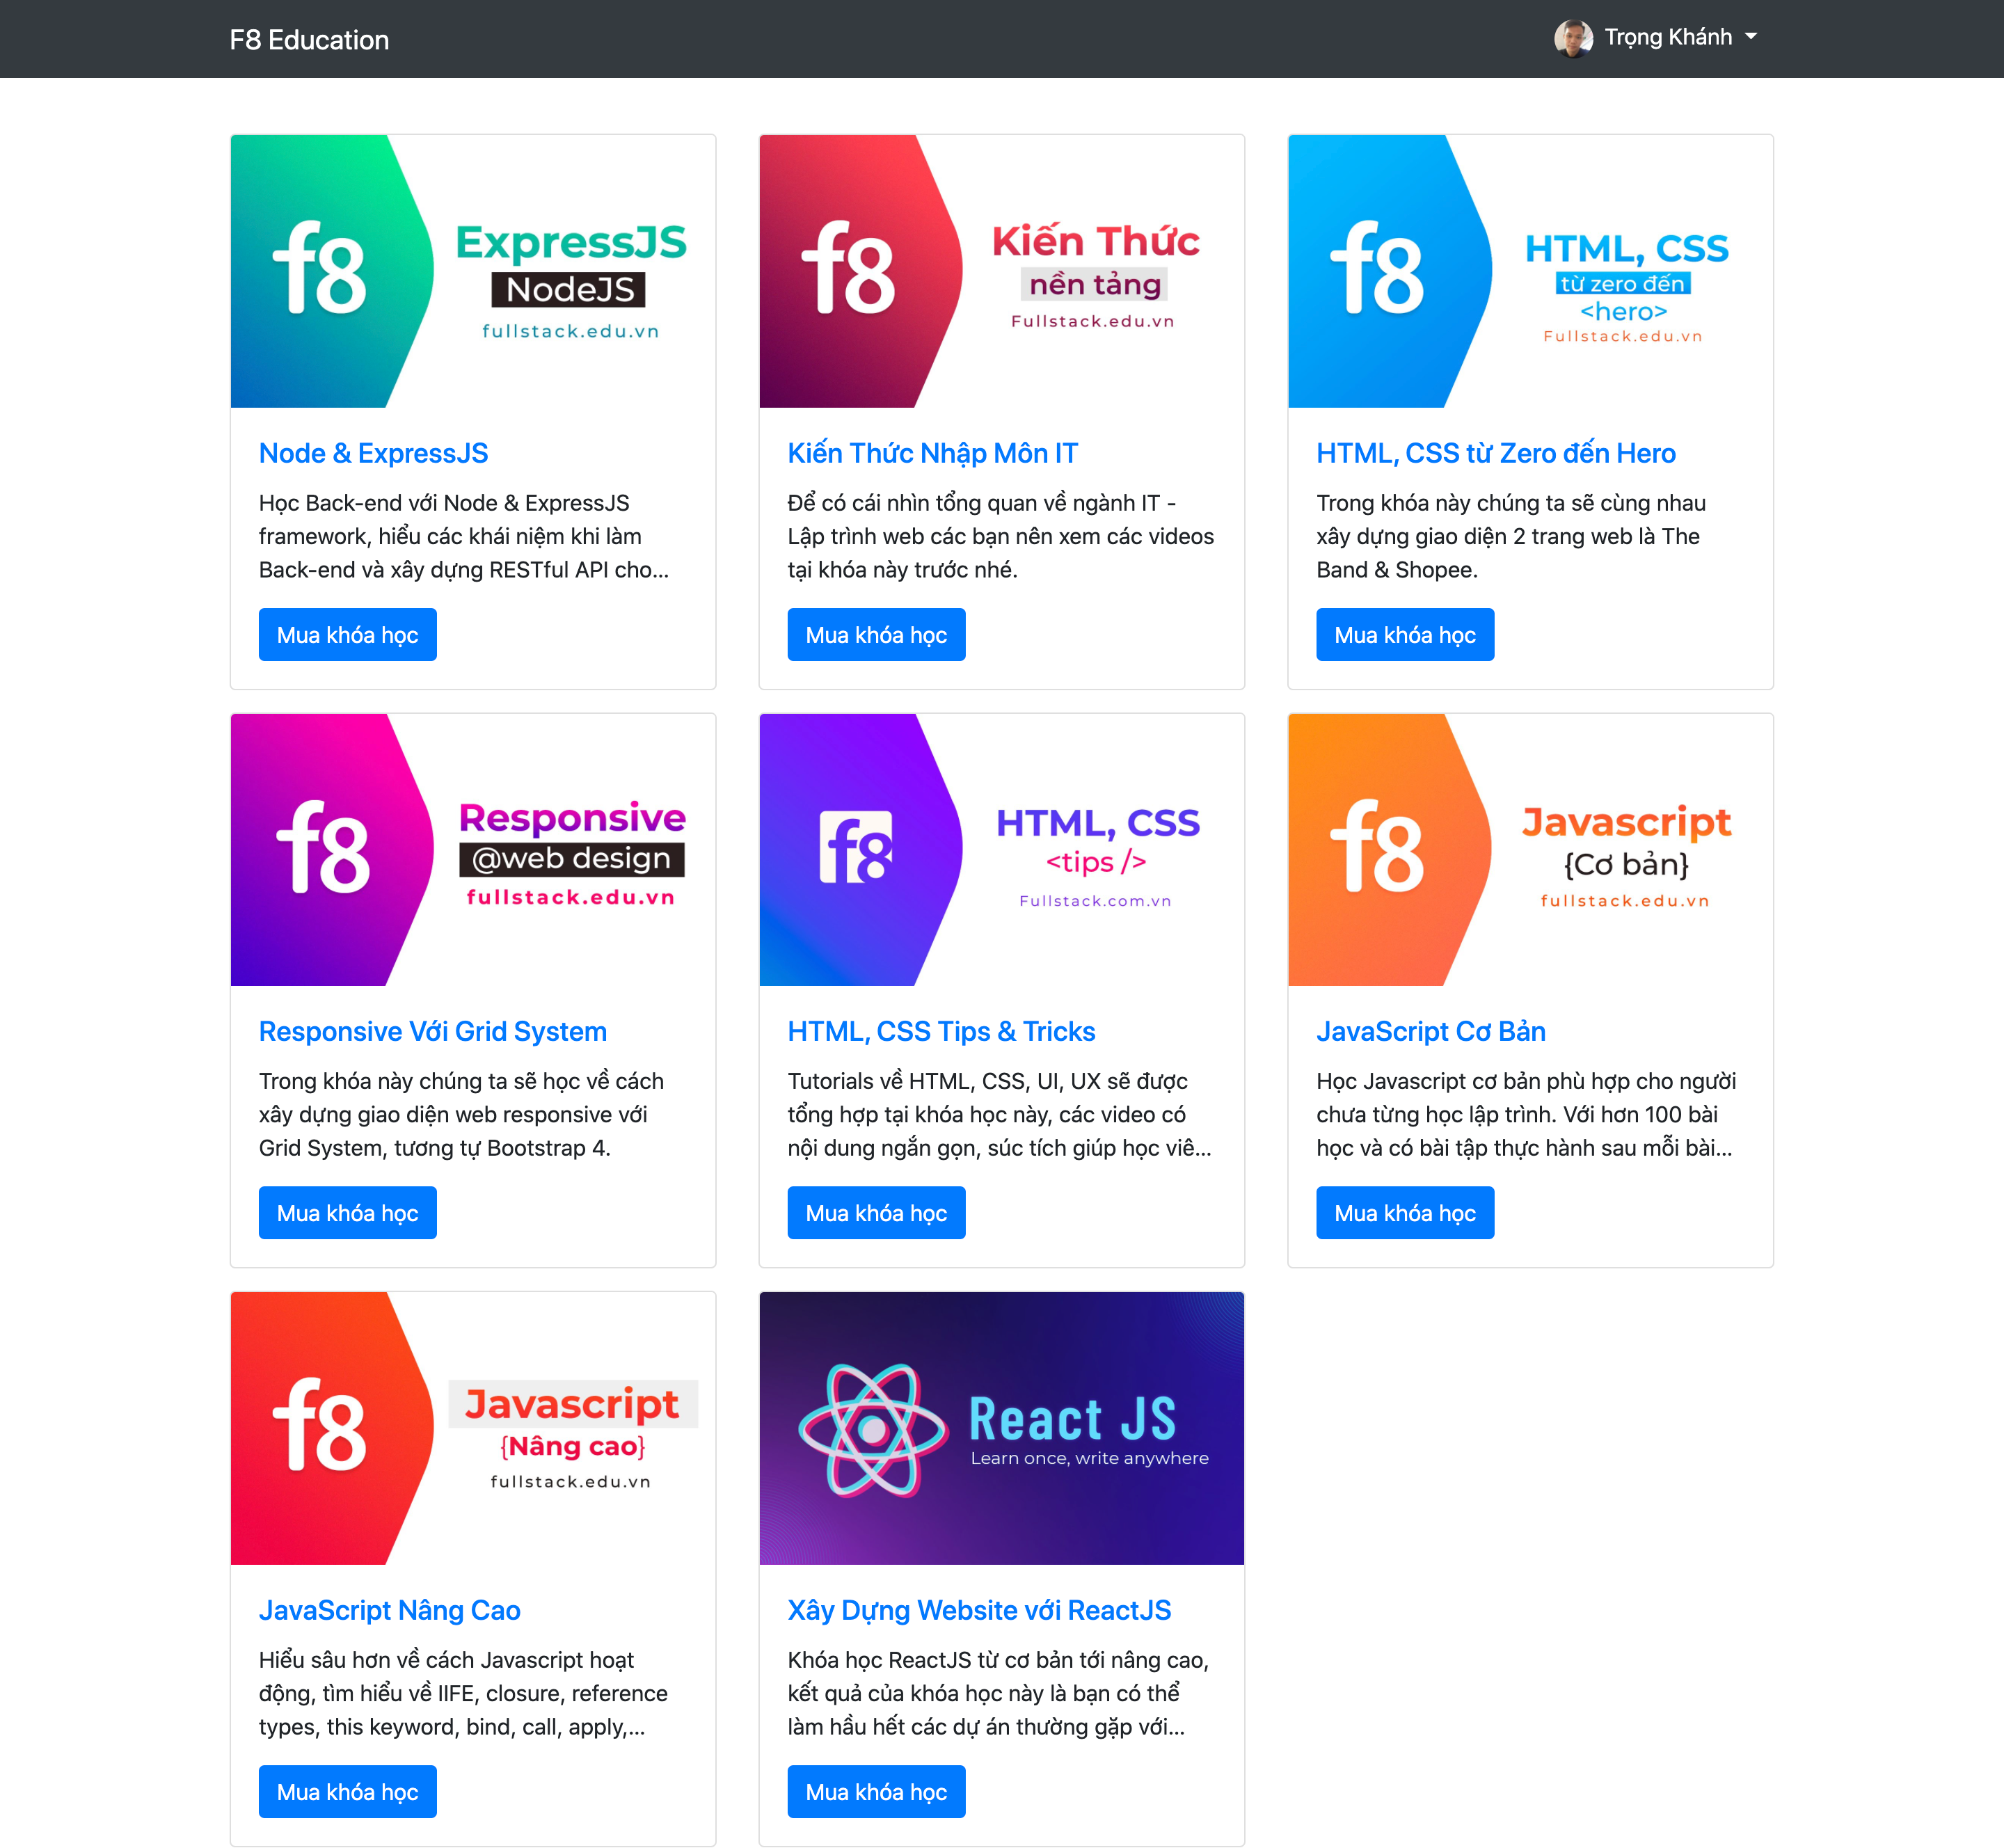 F8 Education
Trọng Khánh
f8
ExpressJS
NodeJS
fullstack.edu.vn
Node & ExpressJS
Học Back-end với Node & ExpressJS
framework, hiểu các khái niệm khi làm
Back-end và xây dựng RESTful API cho...
Mua khóa học
f8
Kiến Thức
nền tảng
Fullstack.edu.vn
Kiến Thức Nhập Môn IT
Để có cái nhìn tổng quan về ngành IT -
Lập trình web các bạn nên xem các videos
tại khóa này trước nhé.
Mua khóa học
f8
HTML, CSS
từ zero đến
<hero>
Fullstack.edu.vn
HTML, CSS từ Zero đến Hero
Trong khóa này chúng ta sẽ cùng nhau
xây dựng giao diện 2 trang web là The
Band & Shopee.
Mua khóa học
f8
Responsive
@web design
fullstack.edu.vn
Responsive Với Grid System
Trong khóa này chúng ta sẽ học về cách
xây dựng giao diện web responsive với
Grid System, tương tự Bootstrap 4.
Mua khóa học
f8
HTML, CSS
<tips />
Fullstack.com.vn
HTML, CSS Tips & Tricks
Tutorials về HTML, CSS, UI, UX sẽ được
tổng hợp tại khóa học này, các video có
nội dung ngắn gọn, súc tích giúp học viê...
Mua khóa học
f8
Javascript
{Cơ bản}
fullstack.edu.vn
JavaScript Cơ Bản
Học Javascript cơ bản phù hợp cho người
chưa từng học lập trình. Với hơn 100 bài
học và có bài tập thực hành sau mỗi bài...
Mua khóa học
f8
Javascript
{Nâng cao}
fullstack.edu.vn
JavaScript Nâng Cao
Hiểu sâu hơn về cách Javascript hoạt
động, tìm hiểu về IIFE, closure, reference
types, this keyword, bind, call, apply,...
Mua khóa học
React JS
Learn once, write anywhere
Xây Dựng Website với ReactJS
Khóa học ReactJS từ cơ bản tới nâng cao,
kết quả của khóa học này là bạn có thể
làm hầu hết các dự án thường gặp với...
Mua khóa học